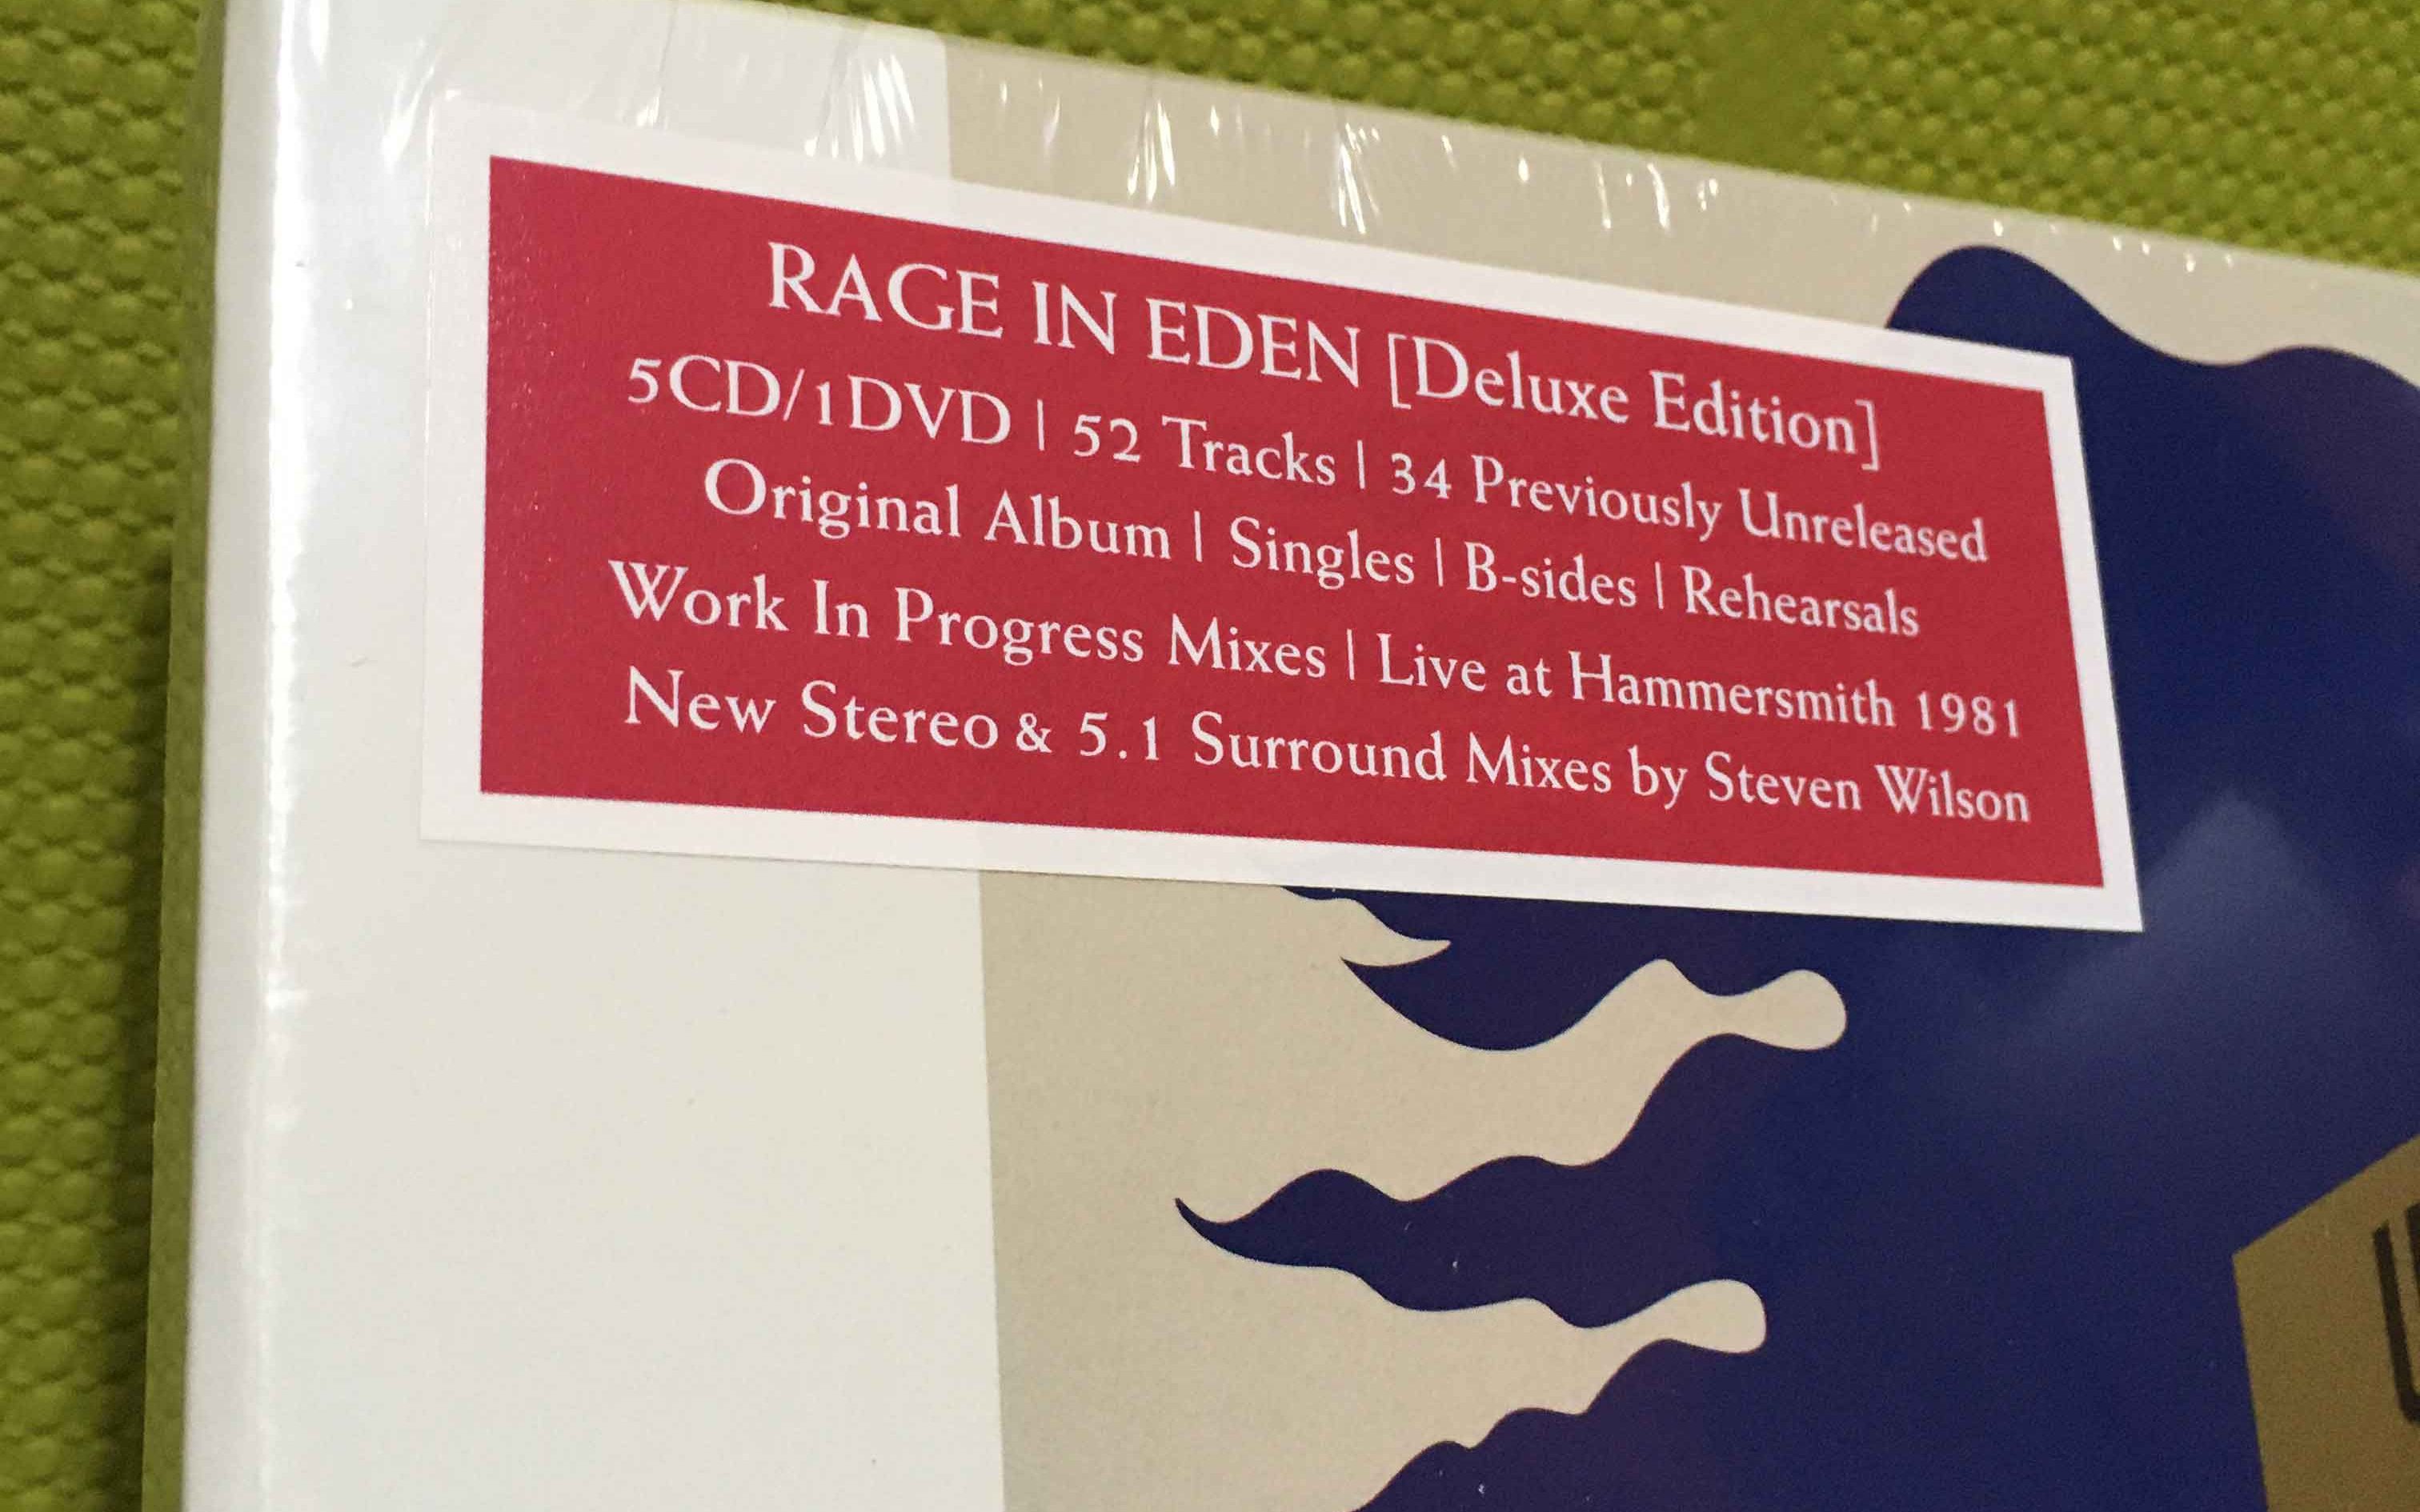 RAGE IN EDEN [Deluxe Edition]
5CD/1DVD | 52 Tracks | 34 Previously Unreleased
Original Album | Singles | B-sides | Rehearsals
Work In Progress Mixes | Live at Hammersmith 1981
New Stereo & 5.1 Surround Mixes by Steven Wilson